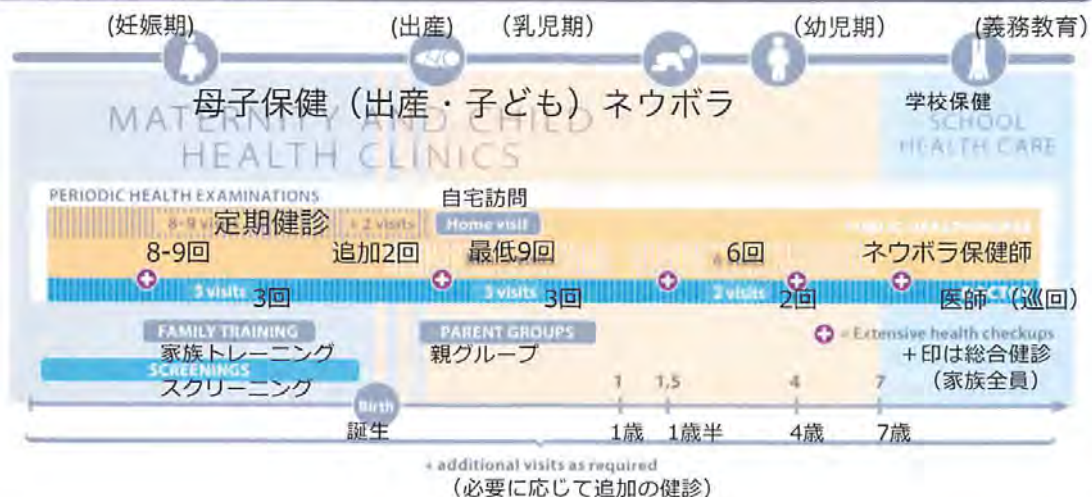 (妊娠期) (出産) (乳児期) (幼児期) (義務教育)
母子保健(出産・子ども)ネウボラ
MATERNITY AND CHILD
HEALTH CLINICS
学校保健
SCHOOL
HEALTH CARE
PERIODIC HEALTH EXAMINATIONS
自宅訪問
8-9 定期健診 + 2 visits Home visit
8-9回 追加2回 最低9回 6回 ネウボラ保健師
3 visits 3回 3 visits 3回 2 visits 2回 医師 (巡回)
FAMILY TRAINING PARENT GROUPS = Extensive health checkups
家族トレーニング 親グループ +印は総合健診
SCREENINGS (家族全員)
スクリーニング
1 1,5 4 7
Birth
誕生 1歳 1歳半 4歳 7歳
+ additional visits as required
(必要に応じて追加の健診)